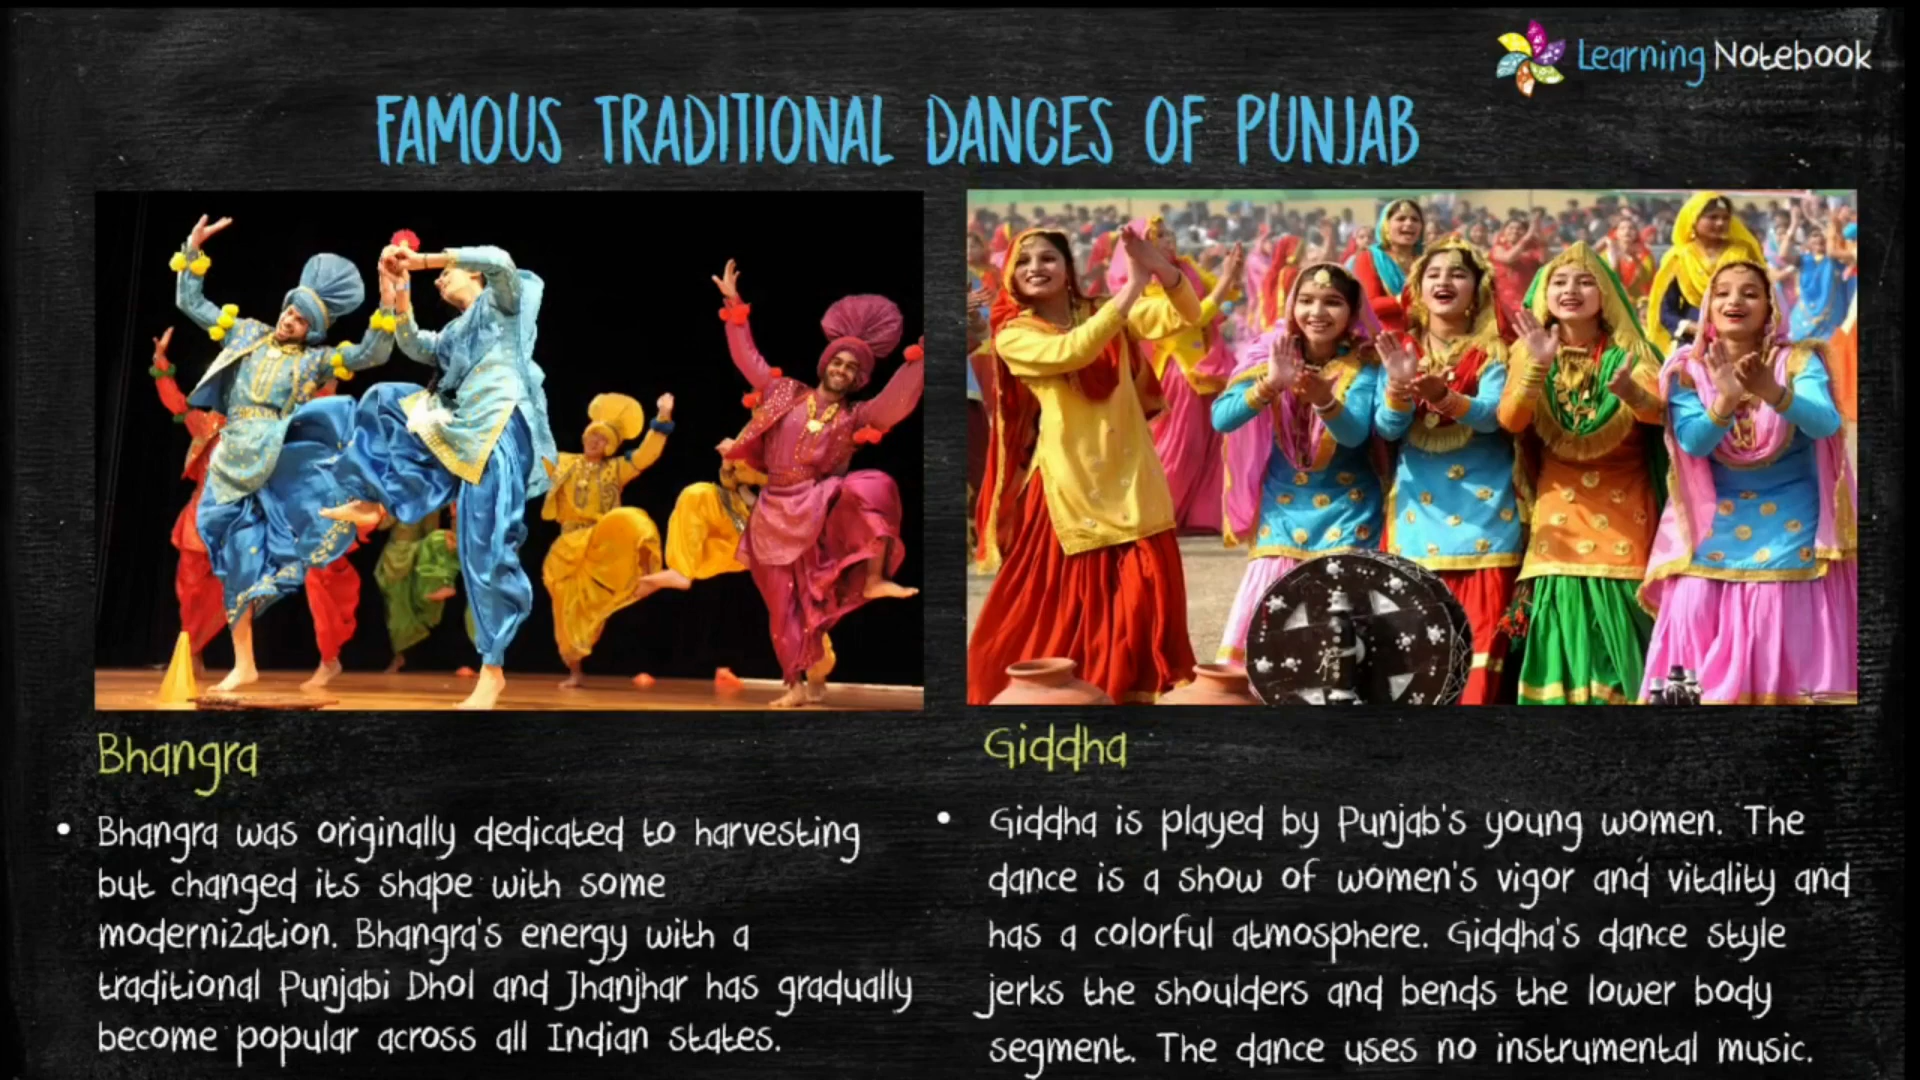 Learning Notebook
FAMOUS TRADITIONAL DANCES OF PUNJAB
Bhangra
• Bhangra was originally dedicated to harvesting
but changed its shape with some
modernization. Bhangra's energy with a
traditional Punjabi Dhol and Jhanjhar has gradually
become popular across all Indian states.
Giddha
• Giddha is played by Punjab's young women. The
dance is a show of women's vigor and vitality and
has a colorful atmosphere. Giddha's dance style
jerks the shoulders and bends the lower body
segment. The dance uses no instrumental music.